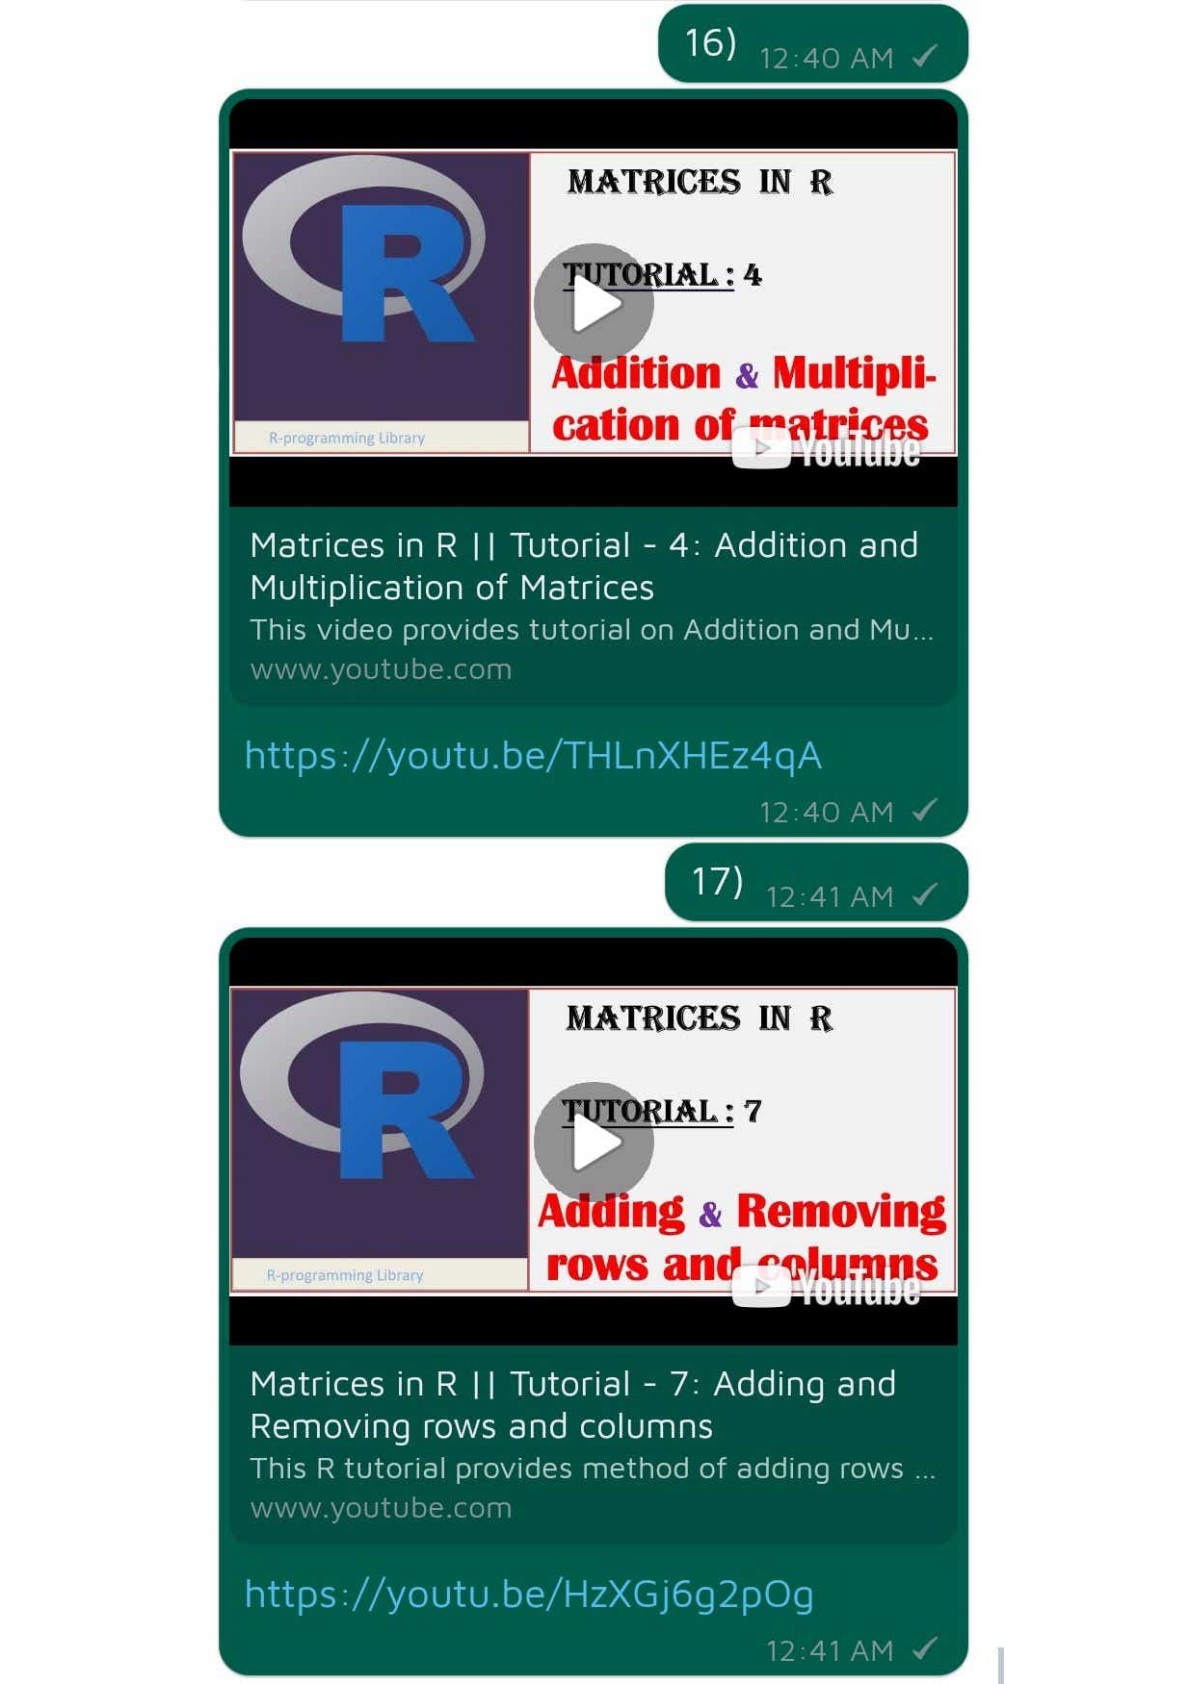 16) 12:40 AM
MATRICES IN R
TUTORIAL : 4
Addition & Multipli-
cation of matrices
R-programming Library
YouTube
Matrices in R || Tutorial - 4: Addition and
Multiplication of Matrices
This video provides tutorial on Addition and Mu...
www.youtube.com
https://youtu.be/THLnXHEz4qA
12:40 AM
17) 12:41 AM
MATRICES IN R
TUTORIAL : 7
Adding & Removing
rows and columns
R-programming Library
YouTube
Matrices in R || Tutorial - 7: Adding and
Removing rows and columns
This R tutorial provides method of adding rows ...
www.youtube.com
https://youtu.be/HzXGj6g2pOg
12:41 AM